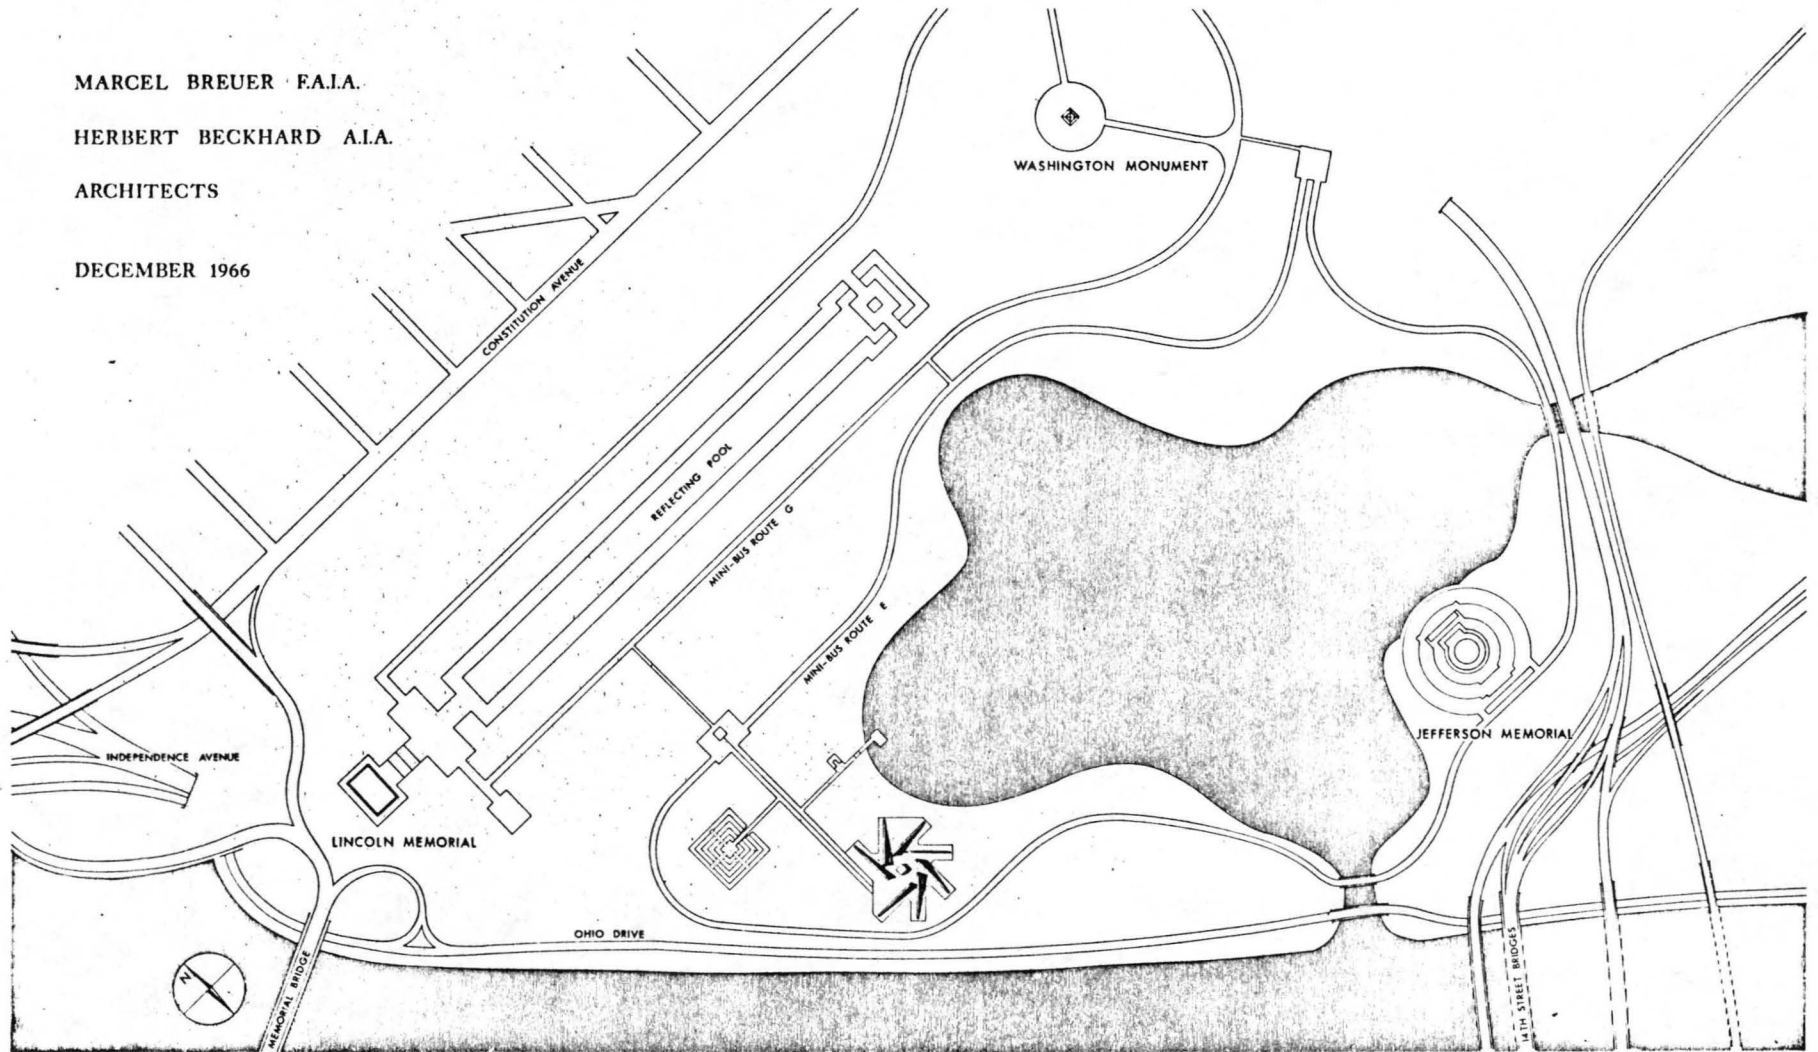 MARCEL BREUER F.A.I.A.
HERBERT BECKHARD A.I.A.
ARCHITECTS
DECEMBER 1966
WASHINGTON MONUMENT
CONSTITUTION AVENUE
REFLECTING POOL
MINI-BUS ROUTE G
MINI-BUS ROUTE E
JEFFERSON MEMORIAL
INDEPENDENCE AVENUE
LINCOLN MEMORIAL
OHIO DRIVE
N
MEMORIAL BRIDGE
14TH STREET BRIDGES